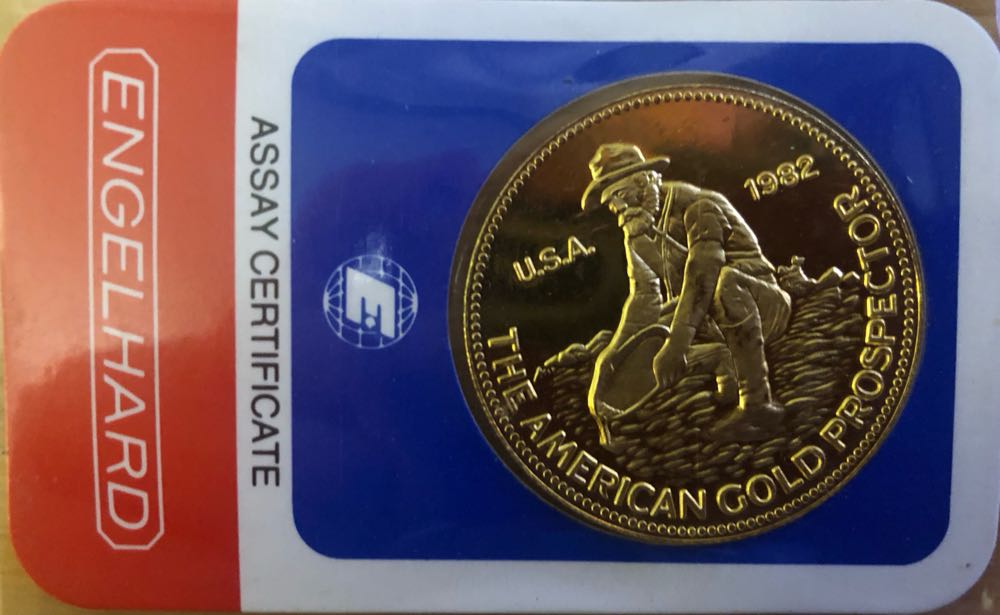 ENGELHARD
ASSAY CERTIFICATE
E
U.S.A.
1982
THE AMERICAN GOLD PROSPECTOR